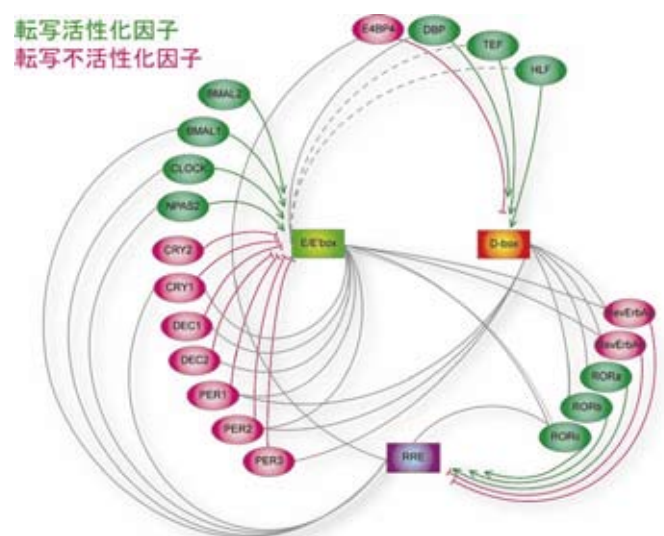 転写活性化因子
転写不活性化因子
E4BP4
DBP
TEF
HLF
BMAL2
BMAL1
CLOCK
NPAS2
CRY2
CRY1
DEC1
DEC2
PER1
PER2
PER3
E/E'box
D-box
RRE
RevErbA
RevErbA
RORa
RORb
RORc